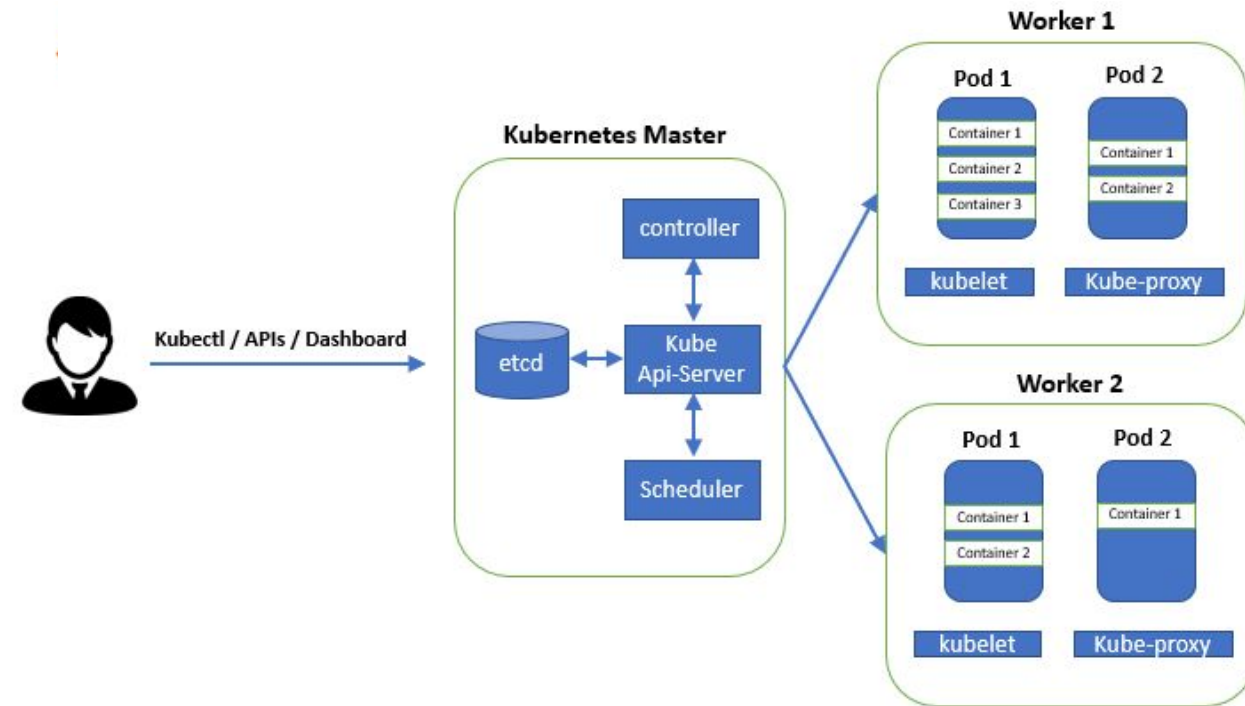 Worker 1
Pod 1
Pod 2
Container 1
Container 2
Container 3
Container 1
Container 2
kubelet
Kube-proxy
Kubernetes Master
controller
etcd
Kube
Api-Server
Scheduler
Kubectl / APIs / Dashboard
Worker 2
Pod 1
Pod 2
Container 1
Container 2
Container 1
kubelet
Kube-proxy